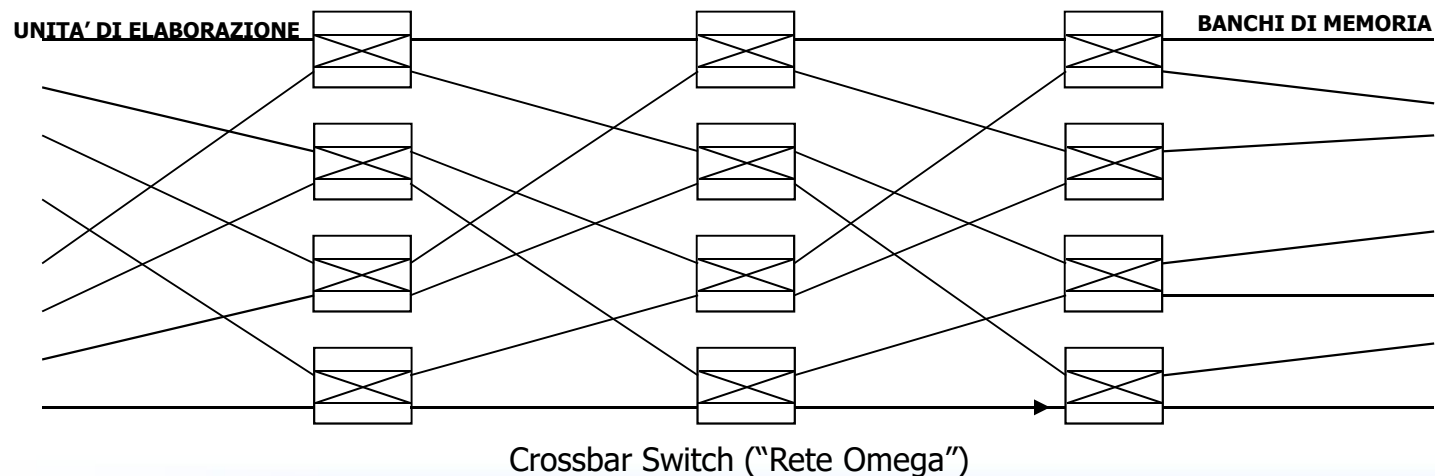 UNITA’ DI ELABORAZIONE
BANCHI DI MEMORIA
Crossbar Switch (“Rete Omega”)